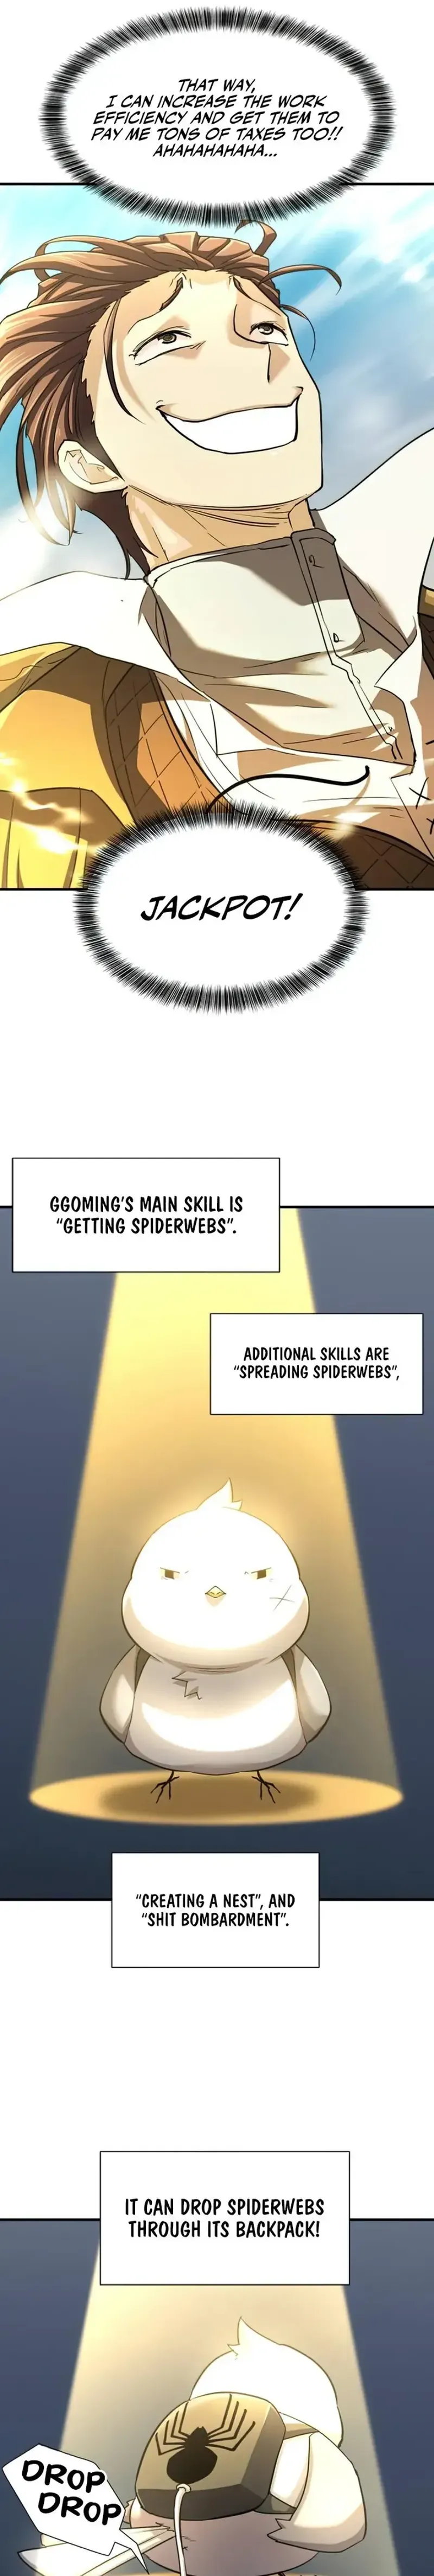 THAT WAY,
I CAN INCREASE THE WORK
EFFICIENCY AND GET THEM TO
PAY ME TONS OF TAXES TOO!!
AHAHAHAHAHA...
JACKPOT!
GGOMING'S MAIN SKILL IS
"GETTING SPIDERWEBS".
ADDITIONAL SKILLS ARE
"SPREADING SPIDERWEBS",
"CREATING A NEST", AND
"SHIT BOMBARDMENT".
IT CAN DROP SPIDERWEBS
THROUGH ITS BACKPACK!
DROP
DROP